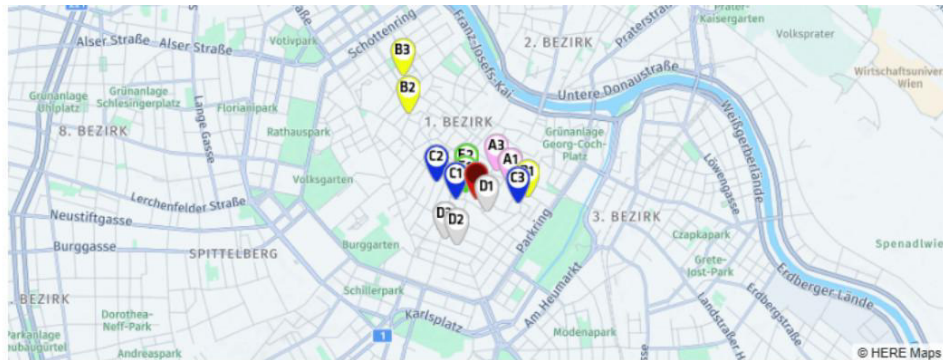 Alser Straße
Alser Straße
Votivpark
Schottenring
Franz-Josefs-Kai
2. BEZIRK
Praterstraße
Prater-
Kaisergarten
Volksprater
Wirtschaftsuniver
Wien
Grünanlage
Uhlplatz
Grünanlage
Schlesingerplatz
Lange Gasse
Florianipark
8. BEZIRK
Rathauspark
B3
B2
1. BEZIRK
Untere Donaustraße
Grünanlage
Georg-Coch-
Platz
Weißgerberlände
Löwengasse
Volksgarten
C2
C1
A3
A1
D1
C3
Lerchenfelder Straße
Neustiftgasse
Burggasse
SPITTELBERG
Burggarten
D2
Parkring
3. BEZIRK
Czapkapark
Grete-
Jost-Park
Spenadlwie
Erdberger Lände
Schillerpark
Karlsplatz
Am Heumarkt
. BEZIRK
Dorothea-
Neff-Park
Parkanlage
Andreaspark
1
Modenapark
Landstraßer H
Erdbergstraße
© HERE Maps